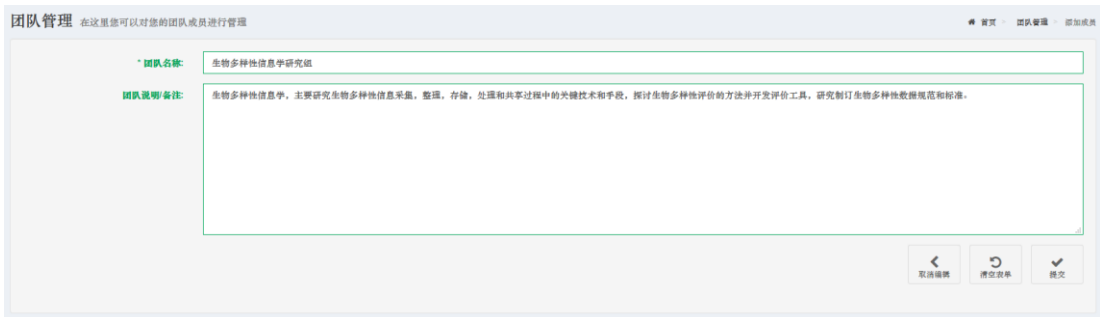 团队管理 在这里您可以对您的团队成员进行管理
首页 > 团队管理 > 添加成员
* 团队名称:
生物多样性信息学研究组
团队说明/备注:
生物多样性信息学，主要研究生物多样性信息采集，整理，存储，处理和共享过程中的关键技术和手段，探讨生物多样性评价的方法并开发评价工具，研究制订生物多样性数据规范和标准。
取消编辑
清空表单
提交